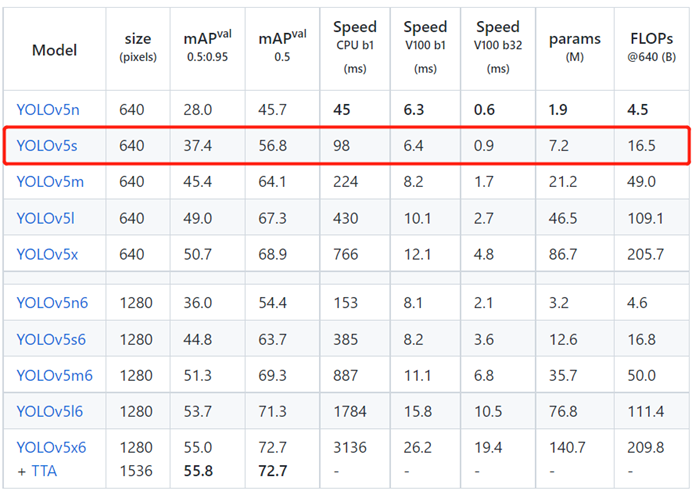 Model size (pixels) mAPval 0.5:0.95 mAPval 0.5 Speed CPU b1 (ms) Speed V100 b1 (ms) Speed V100 b32 (ms) params (M) FLOPs @640 (B)
YOLOv5n 640 28.0 45.7 45 6.3 0.6 1.9 4.5
YOLOv5s 640 37.4 56.8 98 6.4 0.9 7.2 16.5
YOLOv5m 640 45.4 64.1 224 8.2 1.7 21.2 49.0
YOLOv5l 640 49.0 67.3 430 10.1 2.7 46.5 109.1
YOLOv5x 640 50.7 68.9 766 12.1 4.8 86.7 205.7
YOLOv5n6 1280 36.0 54.4 153 8.1 2.1 3.2 4.6
YOLOv5s6 1280 44.8 63.7 385 8.2 3.6 12.6 16.8
YOLOv5m6 1280 51.3 69.3 887 11.1 6.8 35.7 50.0
YOLOv5l6 1280 53.7 71.3 1784 15.8 10.5 76.8 111.4
YOLOv5x6 1280 55.0 72.7 3136 26.2 19.4 140.7 209.8
+ TTA 1536 55.8 72.7 - - - - -